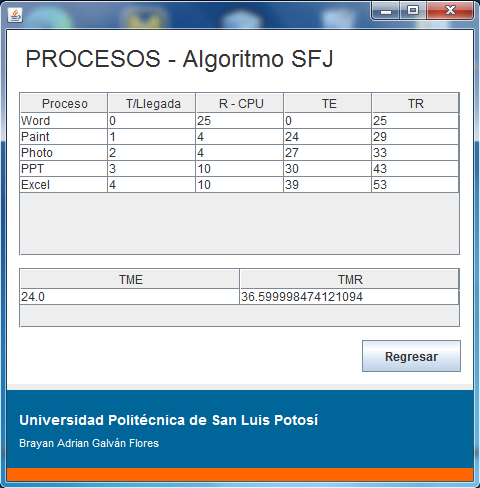 PROCESOS - Algoritmo SFJ
Proceso T/Llegada R - CPU TE TR
Word 0 25 0 25
Paint 1 4 24 29
Photo 2 4 27 33
PPT 3 10 30 43
Excel 4 10 39 53
TME TMR
24.0 36.599998474121094
Regresar
Universidad Politécnica de San Luis Potosí
Brayan Adrian Galván Flores